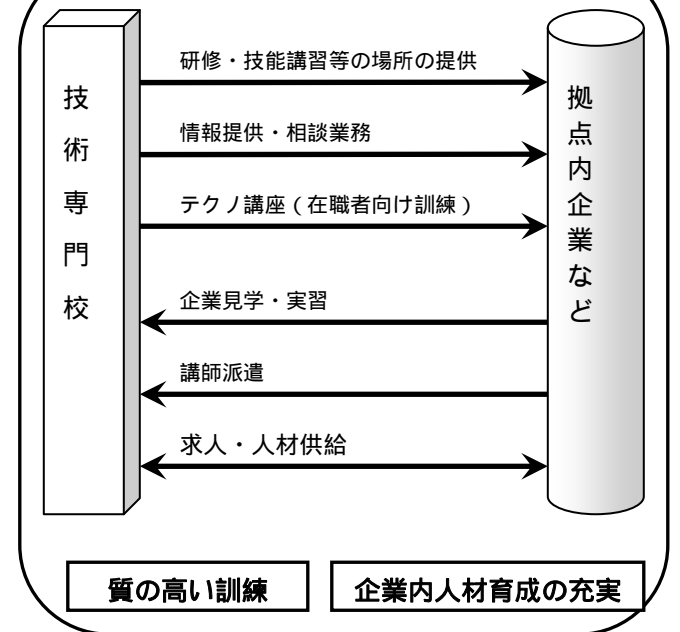 技術専門校
研修・技能講習等の場所の提供
情報提供・相談業務
テクノ講座(在職者向け訓練)
企業見学・実習
講師派遣
求人・人材供給
拠点内企業など
質の高い訓練
企業内人材育成の充実